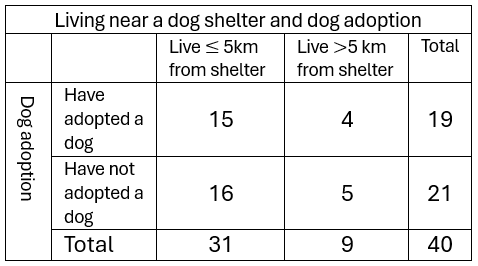 Living near a dog shelter and dog adoption
Live ≤ 5km
from shelter
Live >5 km
from shelter
Total
Dog adoption
Have
adopted a
dog
15
4
19
Have not
adopted a
dog
16
5
21
Total
31
9
40